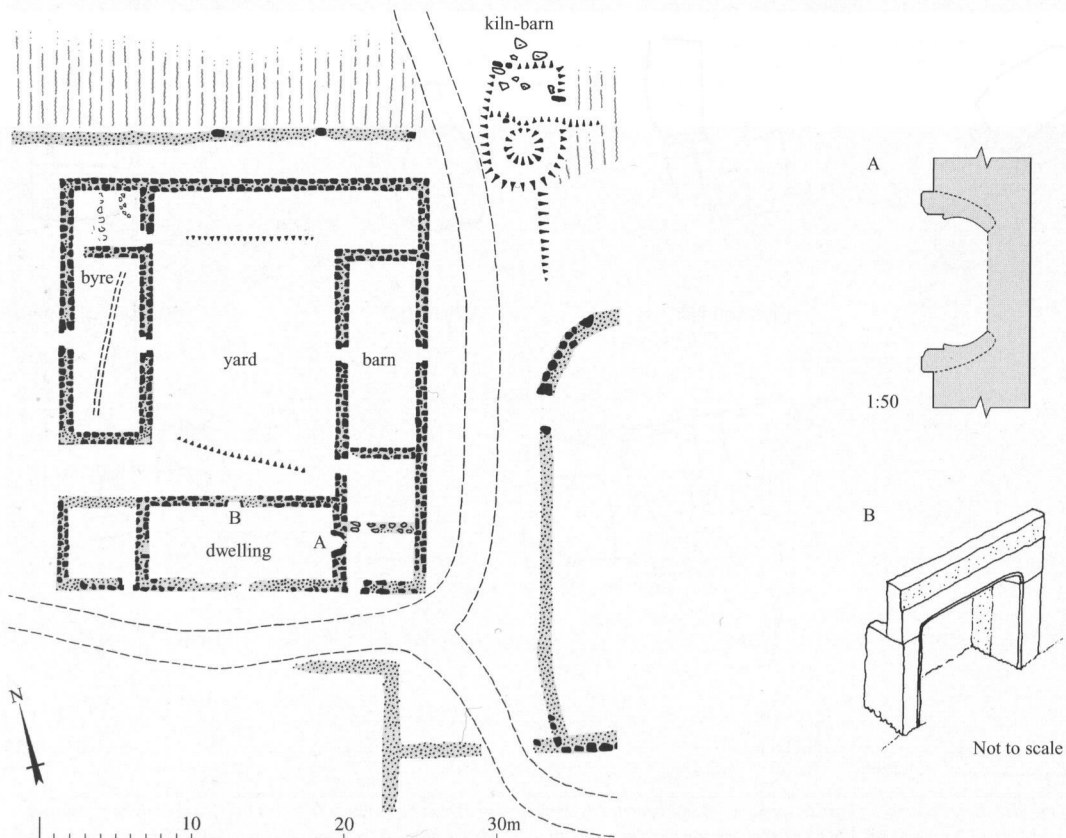 kiln-barn
A
byre
yard
barn
1:50
B
dwelling
A
B
Not to scale
N
10
20
30m